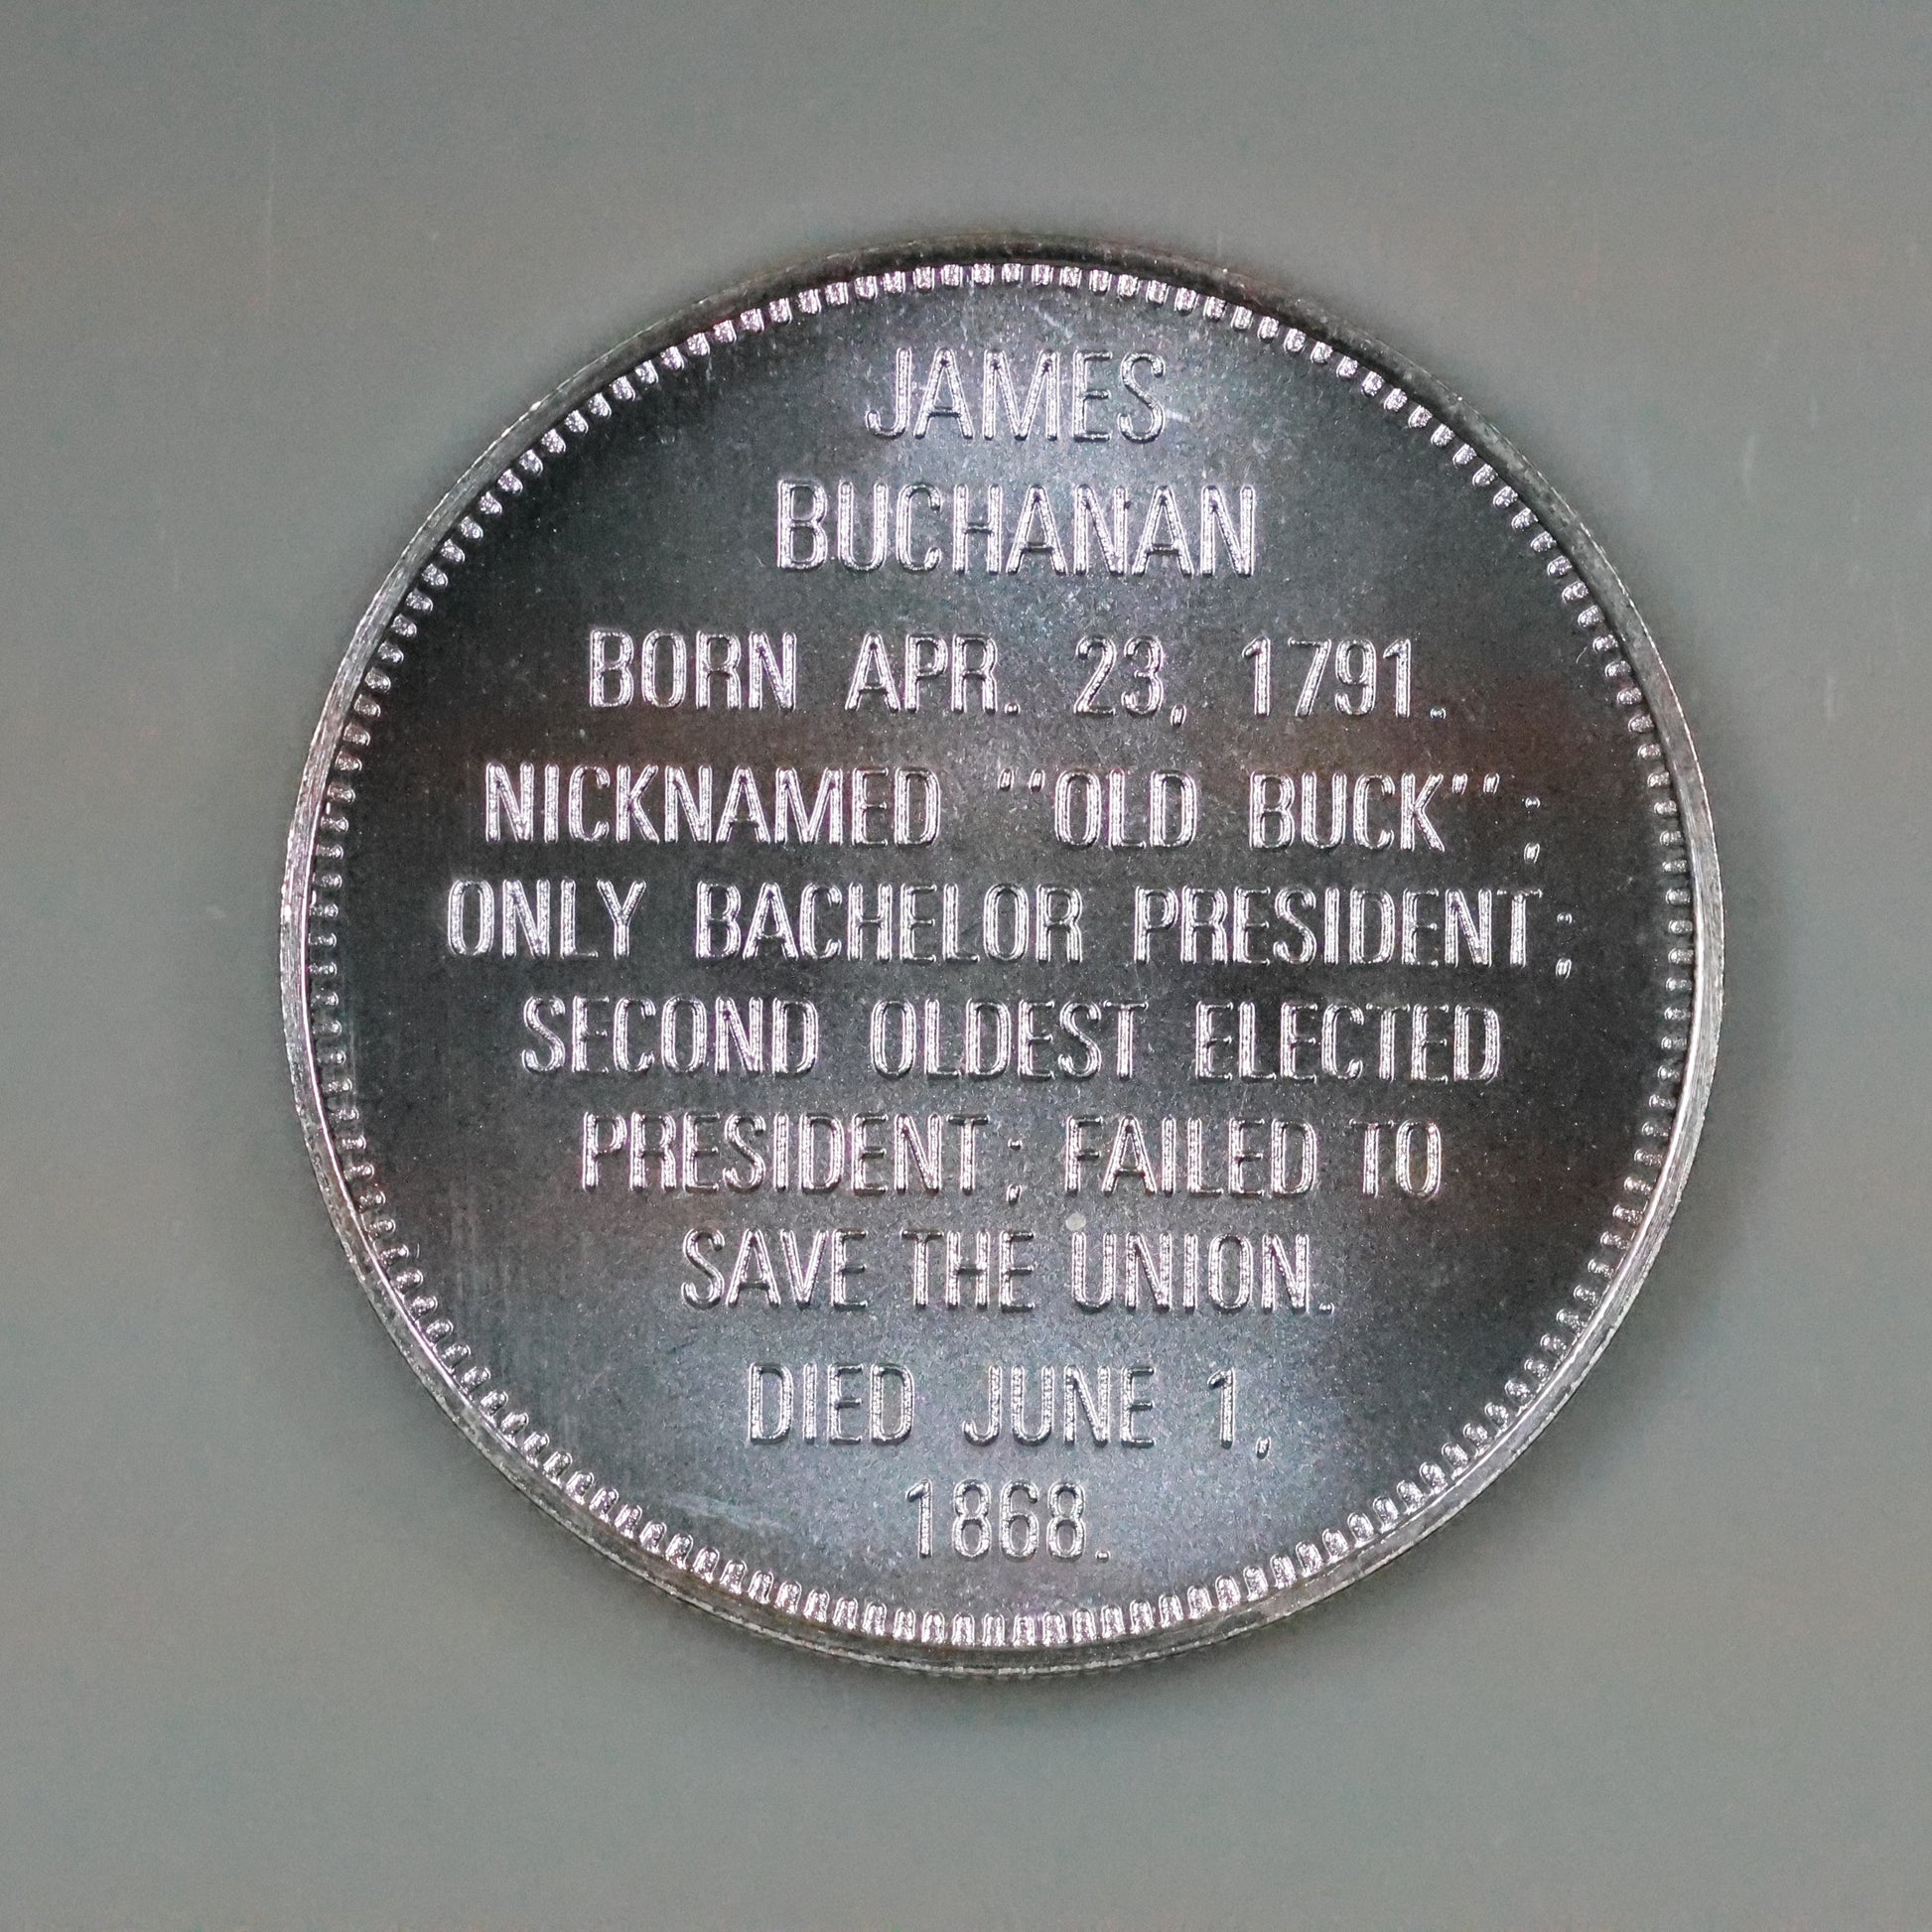 JAMES
BUCHANAN
BORN APR. 23, 1791.
NICKNAMED "OLD BUCK";
ONLY BACHELOR PRESIDENT;
SECOND OLDEST ELECTED
PRESIDENT; FAILED TO
SAVE THE UNION.
DIED JUNE 1,
1868.